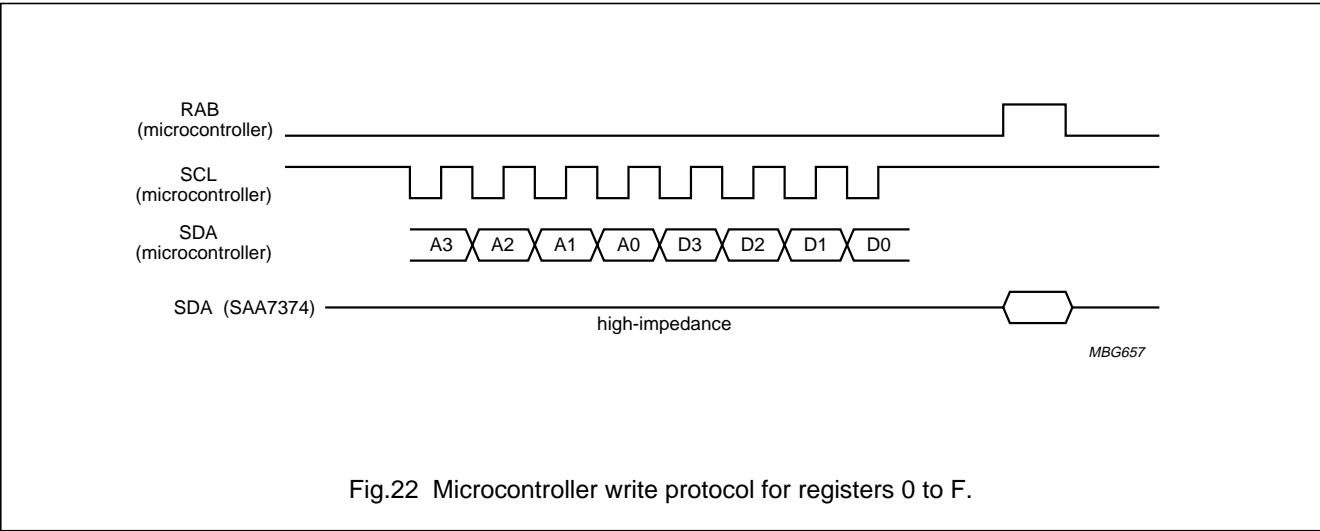 RAB
(microcontroller)
SCL
(microcontroller)
SDA
(microcontroller)
A3 A2 A1 A0 D3 D2 D1 D0
SDA (SAA7374)
high-impedance
MBG657
Fig.22 Microcontroller write protocol for registers 0 to F.